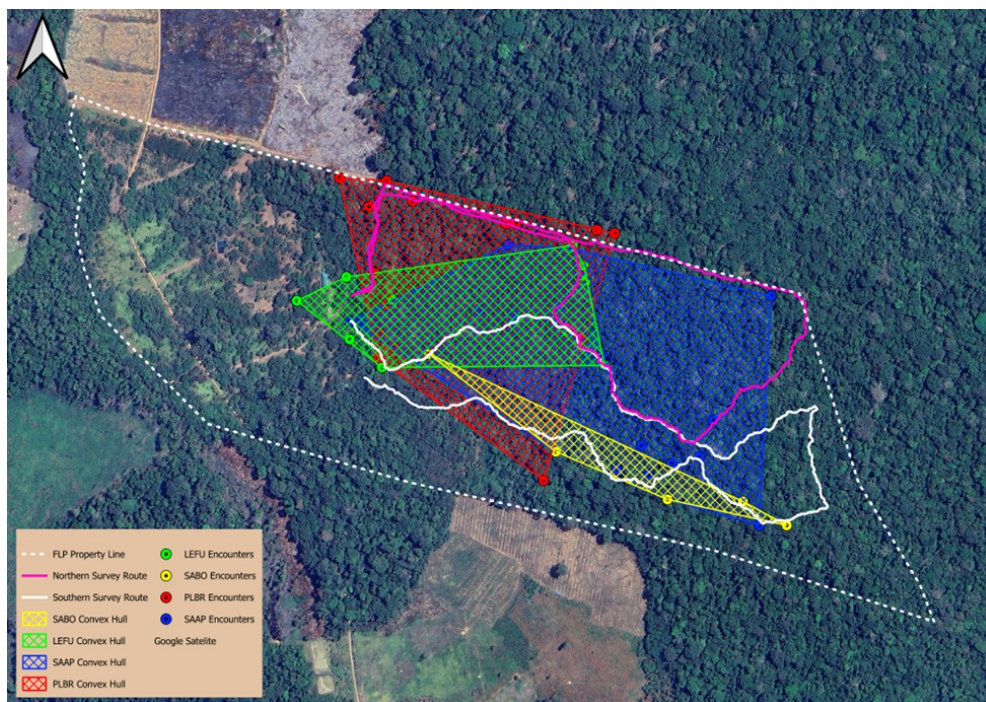 FLP Property Line
Northern Survey Route
Southern Survey Route
SABO Convex Hull
LEFU Convex Hull
SAAP Convex Hull
PLBR Convex Hull
LEFU Encounters
SABO Encounters
PLBR Encounters
SAAP Encounters
Google Satelite